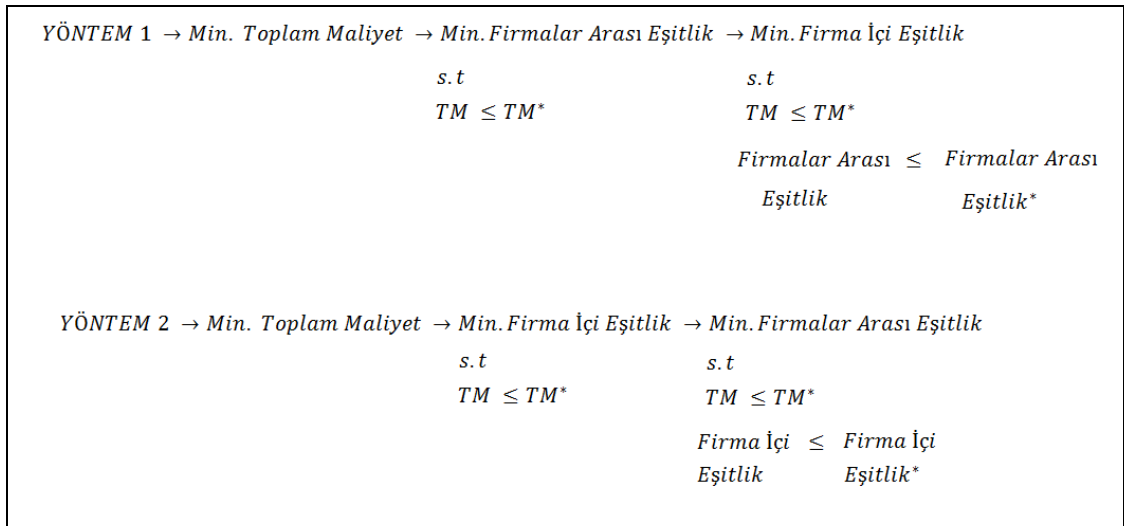 YÖNTEM 1 → Min. Toplam Maliyet → Min. Firmalar Arası Eşitlik → Min. Firma İçi Eşitlik
s.t s.t
TM ≤ TM* TM ≤ TM*
Firmalar Arası ≤ Firmalar Arası
Eşitlik Eşitlik*
YÖNTEM 2 → Min. Toplam Maliyet → Min. Firma İçi Eşitlik → Min. Firmalar Arası Eşitlik
s.t s.t
TM ≤ TM* TM ≤ TM*
Firma İçi ≤ Firma İçi
Eşitlik Eşitlik*